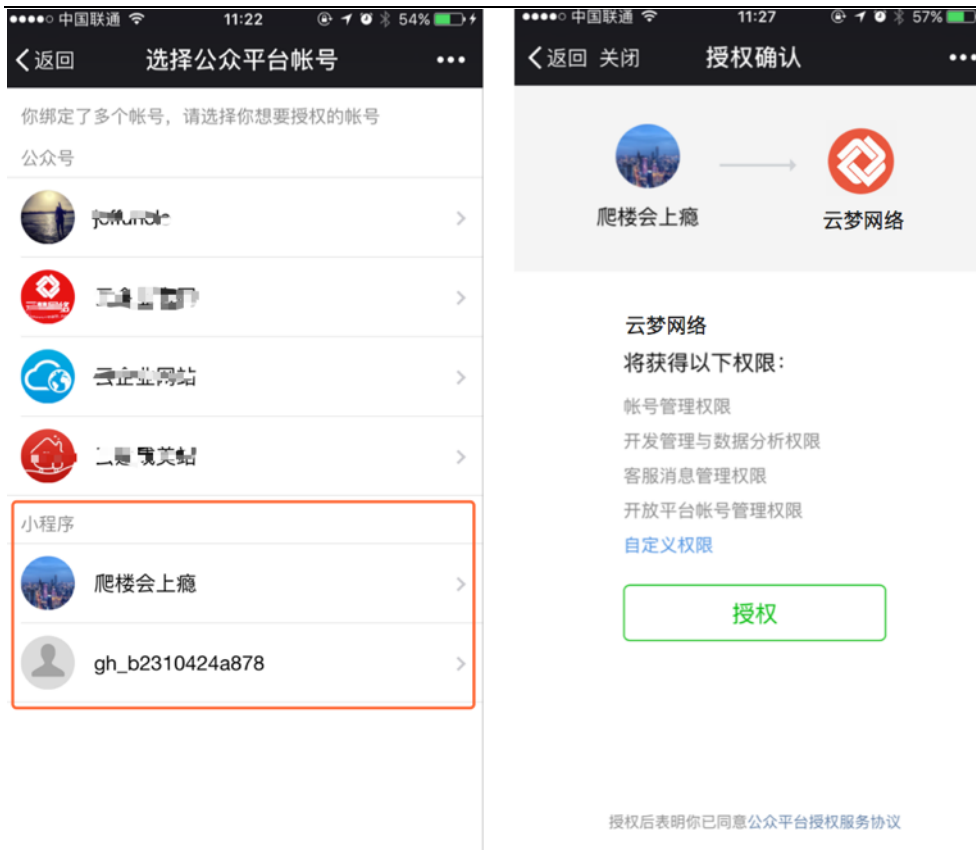 中国联通 11:22 54%
返回 选择公众平台帐号
你绑定了多个帐号，请选择你想要授权的帐号
公众号
云企业网站
小程序
爬楼会上瘾
gh_b2310424a878
中国联通 11:27 57%
返回 关闭 授权确认
爬楼会上瘾 云梦网络
云梦网络
将获得以下权限：
帐号管理权限
开发管理与数据分析权限
客服消息管理权限
开放平台帐号管理权限
自定义权限
授权
授权后表明你已同意公众平台授权服务协议